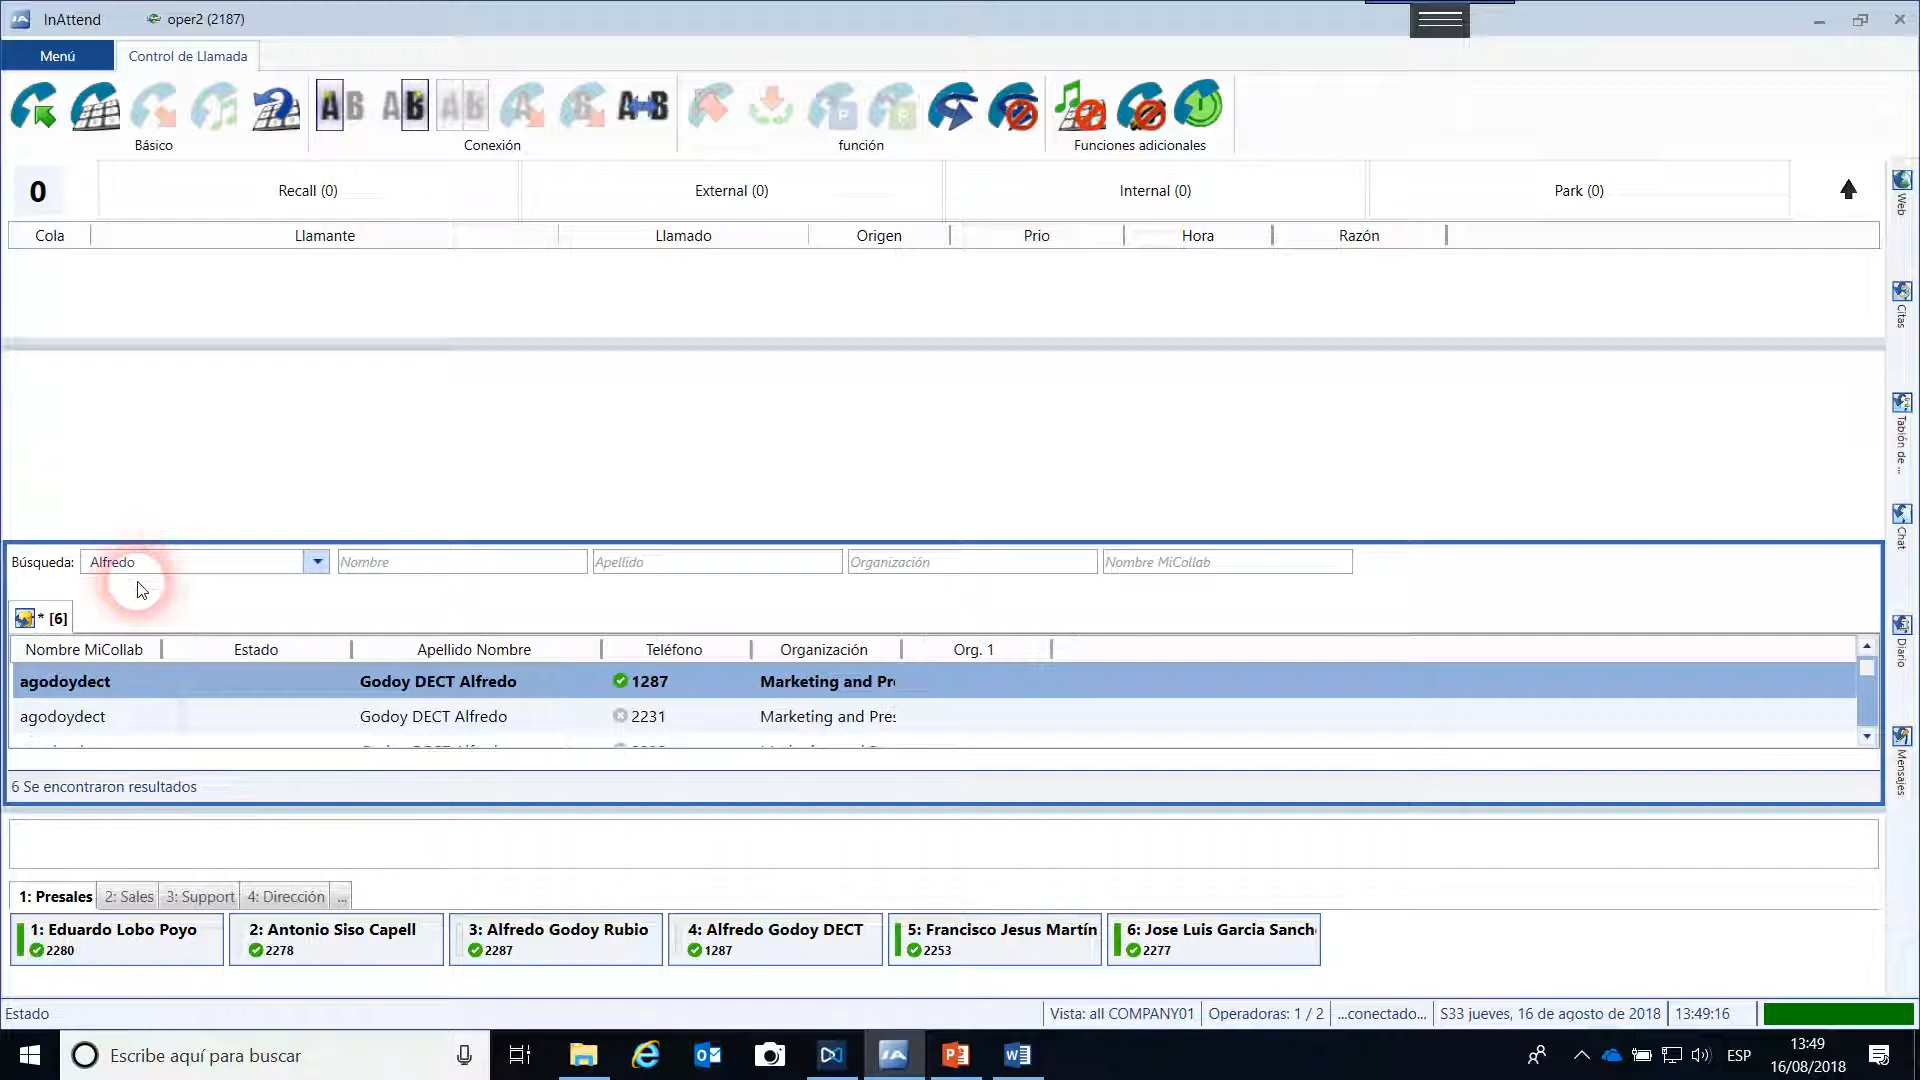 InAttend oper2 (2187)
Menú Control de Llamada
A B A B A B A B
Básico Conexión función Funciones adicionales
0 Recall (0) External (0) Internal (0) Park (0)
Web
Cola Llamante Llamado Origen Prio Hora Razón
Citas
Tablón de ...
Chat
Búsqueda: Alfredo Nombre Apellido Organización Nombre MiCollab
* [6]
Diario
Nombre MiCollab Estado Apellido Nombre Teléfono Organización Org. 1
agodoydect Godoy DECT Alfredo 1287 Marketing and Pr
agodoydect Godoy DECT Alfredo 2231 Marketing and Pres
Mensajes
6 Se encontraron resultados
1: Presales 2: Sales 3: Support 4: Dirección ...
1: Eduardo Lobo Poyo 2: Antonio Siso Capell 3: Alfredo Godoy Rubio 4: Alfredo Godoy DECT 5: Francisco Jesus Martín 6: Jose Luis Garcia Sanch
2280 2278 2287 1287 2253 2277
Estado Vista: all COMPANY01 Operadoras: 1 / 2 ...conectado... S33 jueves, 16 de agosto de 2018 13:49:16
Escribe aquí para buscar ESP 13:49
16/08/2018